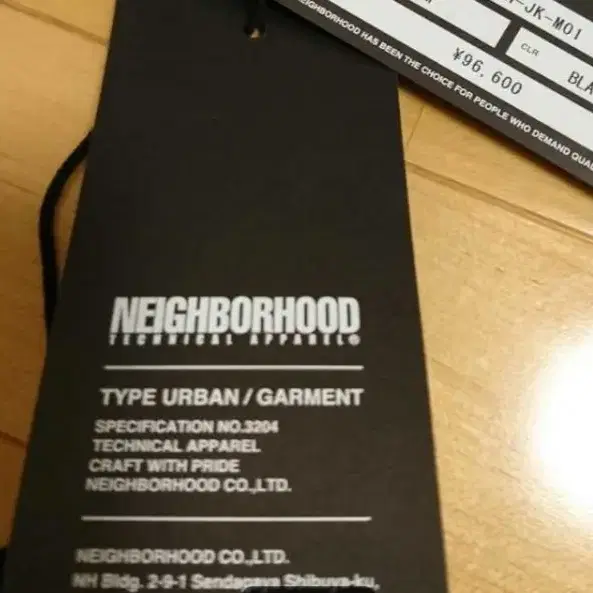 -JK-M01
CLR
BLA
¥96,600
NEIGHBORHOOD HAS BEEN THE CHOICE FOR PEOPLE WHO DEMAND QUAL
NEIGHBORHOOD
TECHNICAL APPAREL®
TYPE URBAN / GARMENT
SPECIFICATION NO.3204
TECHNICAL APPAREL
CRAFT WITH PRIDE
NEIGHBORHOOD CO.,LTD.
NEIGHBORHOOD CO.,LTD.
NH Bldg. 2-9-1 Sendagaya Shibuya-ku,